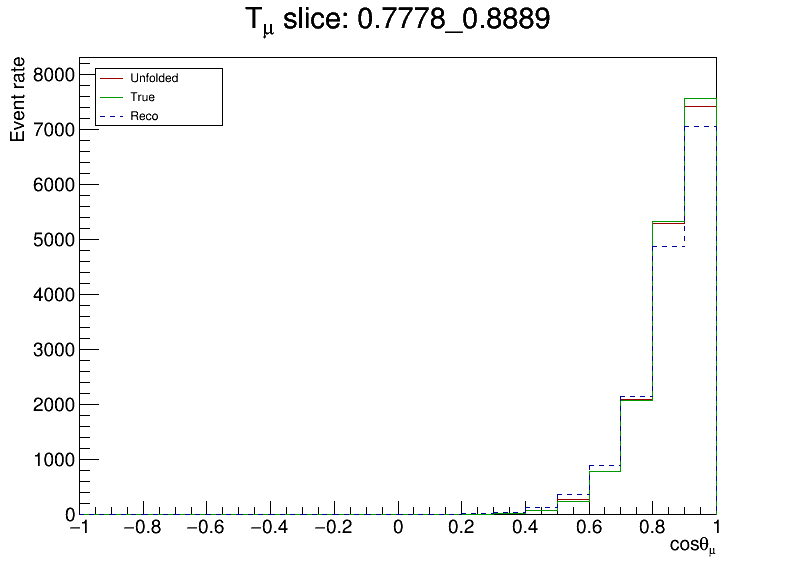 Tμ slice: 0.7778_0.8889
Event rate
8000
7000
6000
5000
4000
3000
2000
1000
0
Unfolded
True
Reco
−1 −0.8 −0.6 −0.4 −0.2 0 0.2 0.4 0.6 0.8 1
cosθμ